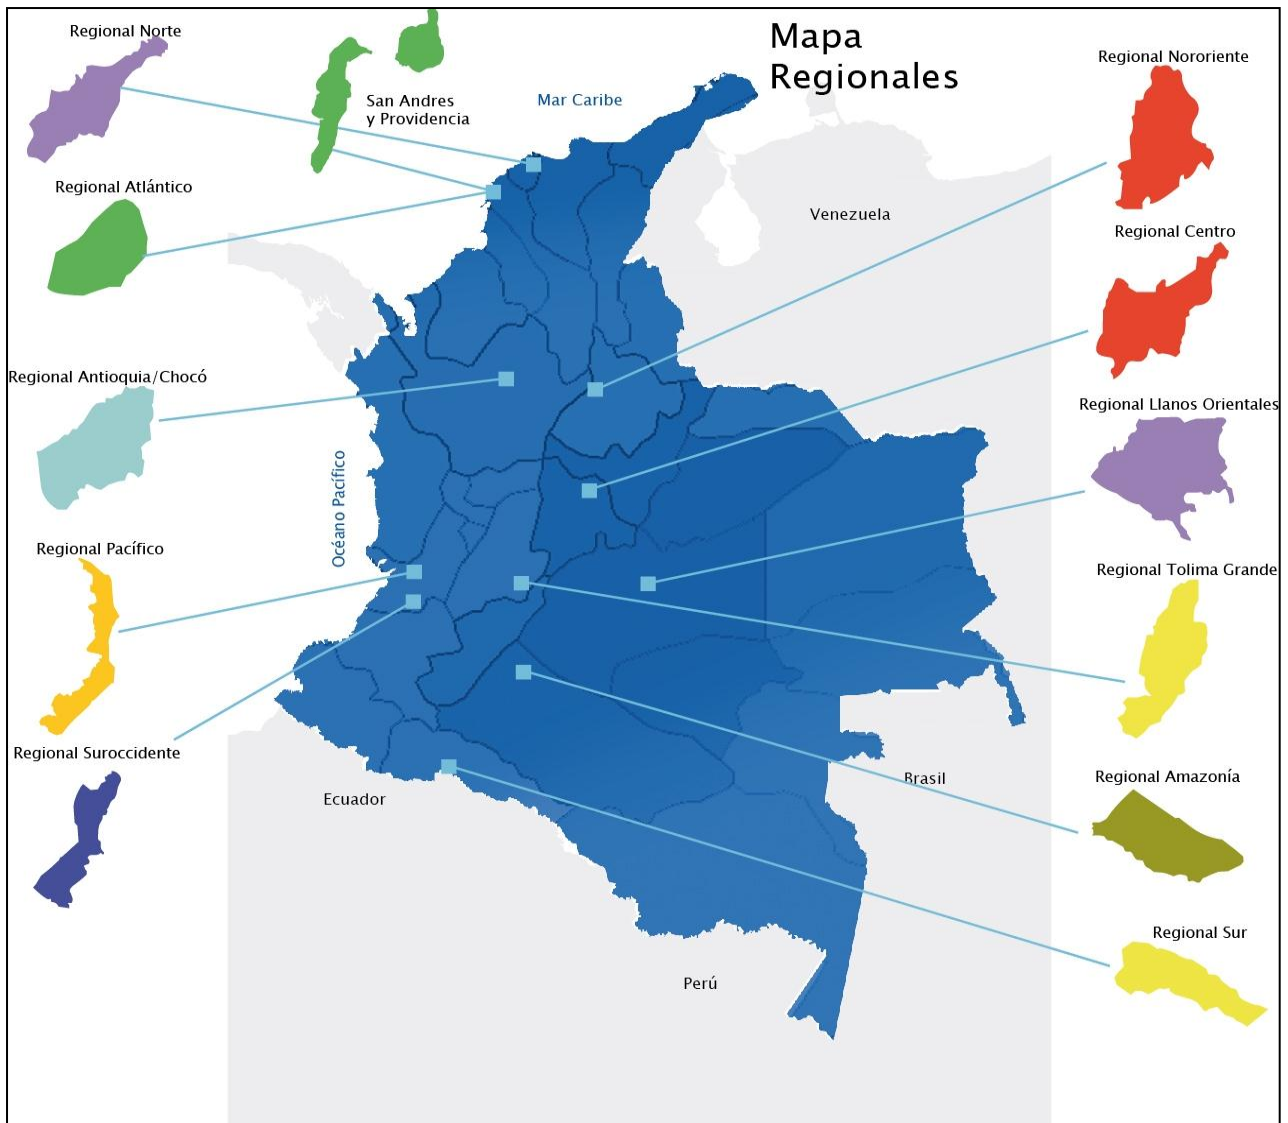 Mapa
Regionales
Regional Norte
San Andres
y Providencia
Mar Caribe
Regional Nororiente
Regional Atlántico
Venezuela
Regional Centro
Regional Antioquia/Chocó
Regional Llanos Orientales
Océano Pacífico
Regional Pacífico
Regional Tolima Grande
Regional Suroccidente
Ecuador
Brasil
Regional Amazonía
Regional Sur
Perú